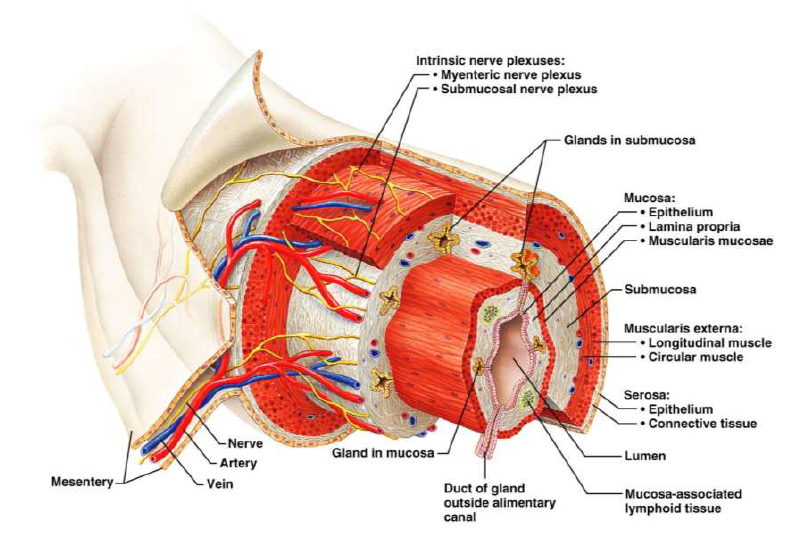 Intrinsic nerve plexuses:
• Myenteric nerve plexus
• Submucosal nerve plexus
Glands in submucosa
Mucosa:
• Epithelium
• Lamina propria
• Muscularis mucosae
Submucosa
Muscularis externa:
• Longitudinal muscle
• Circular muscle
Serosa:
• Epithelium
• Connective tissue
Nerve
Artery
Vein
Mesentery
Gland in mucosa
Lumen
Duct of gland
outside alimentary
canal
Mucosa-associated
lymphoid tissue